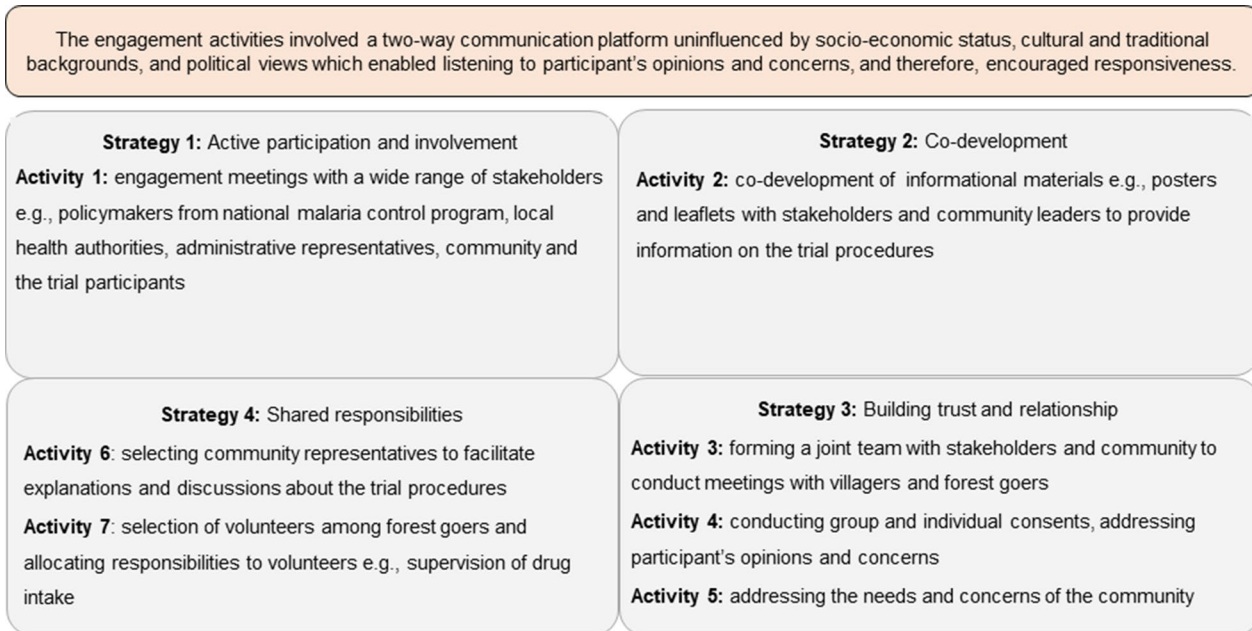 The engagement activities involved a two-way communication platform uninfluenced by socio-economic status, cultural and traditional
backgrounds, and political views which enabled listening to participant's opinions and concerns, and therefore, encouraged responsiveness.
Strategy 1: Active participation and involvement
Activity 1: engagement meetings with a wide range of stakeholders
e.g., policymakers from national malaria control program, local
health authorities, administrative representatives, community and
the trial participants
Strategy 2: Co-development
Activity 2: co-development of informational materials e.g., posters
and leaflets with stakeholders and community leaders to provide
information on the trial procedures
Strategy 4: Shared responsibilities
Activity 6: selecting community representatives to facilitate
explanations and discussions about the trial procedures
Activity 7: selection of volunteers among forest goers and
allocating responsibilities to volunteers e.g., supervision of drug
intake
Strategy 3: Building trust and relationship
Activity 3: forming a joint team with stakeholders and community to
conduct meetings with villagers and forest goers
Activity 4: conducting group and individual consents, addressing
participant's opinions and concerns
Activity 5: addressing the needs and concerns of the community